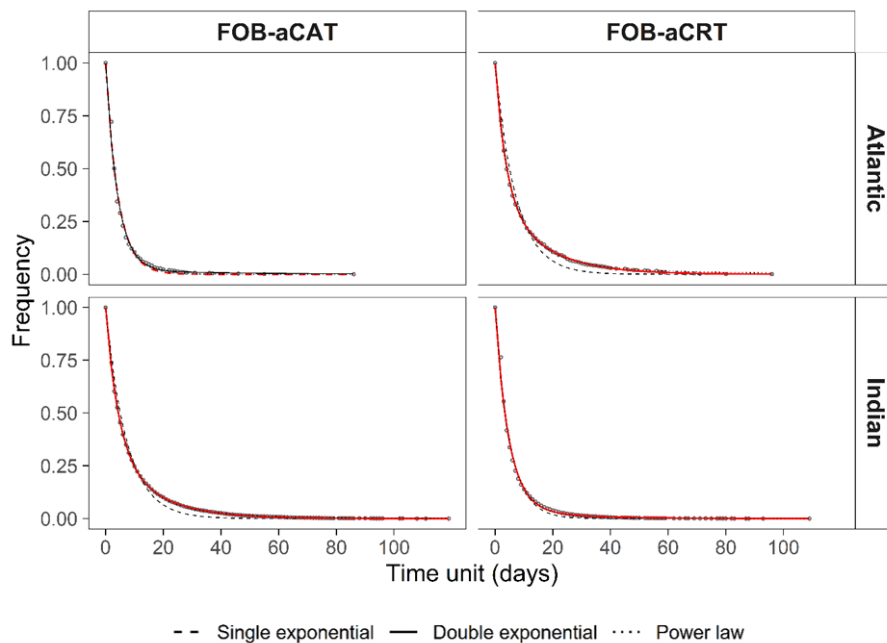 FOB-aCAT FOB-aCRT
Atlantic
Indian
Frequency
1.00
0.75
0.50
0.25
0.00
1.00
0.75
0.50
0.25
0.00
0 20 40 60 80 100 0 20 40 60 80 100
Time unit (days)
Single exponential Double exponential Power law